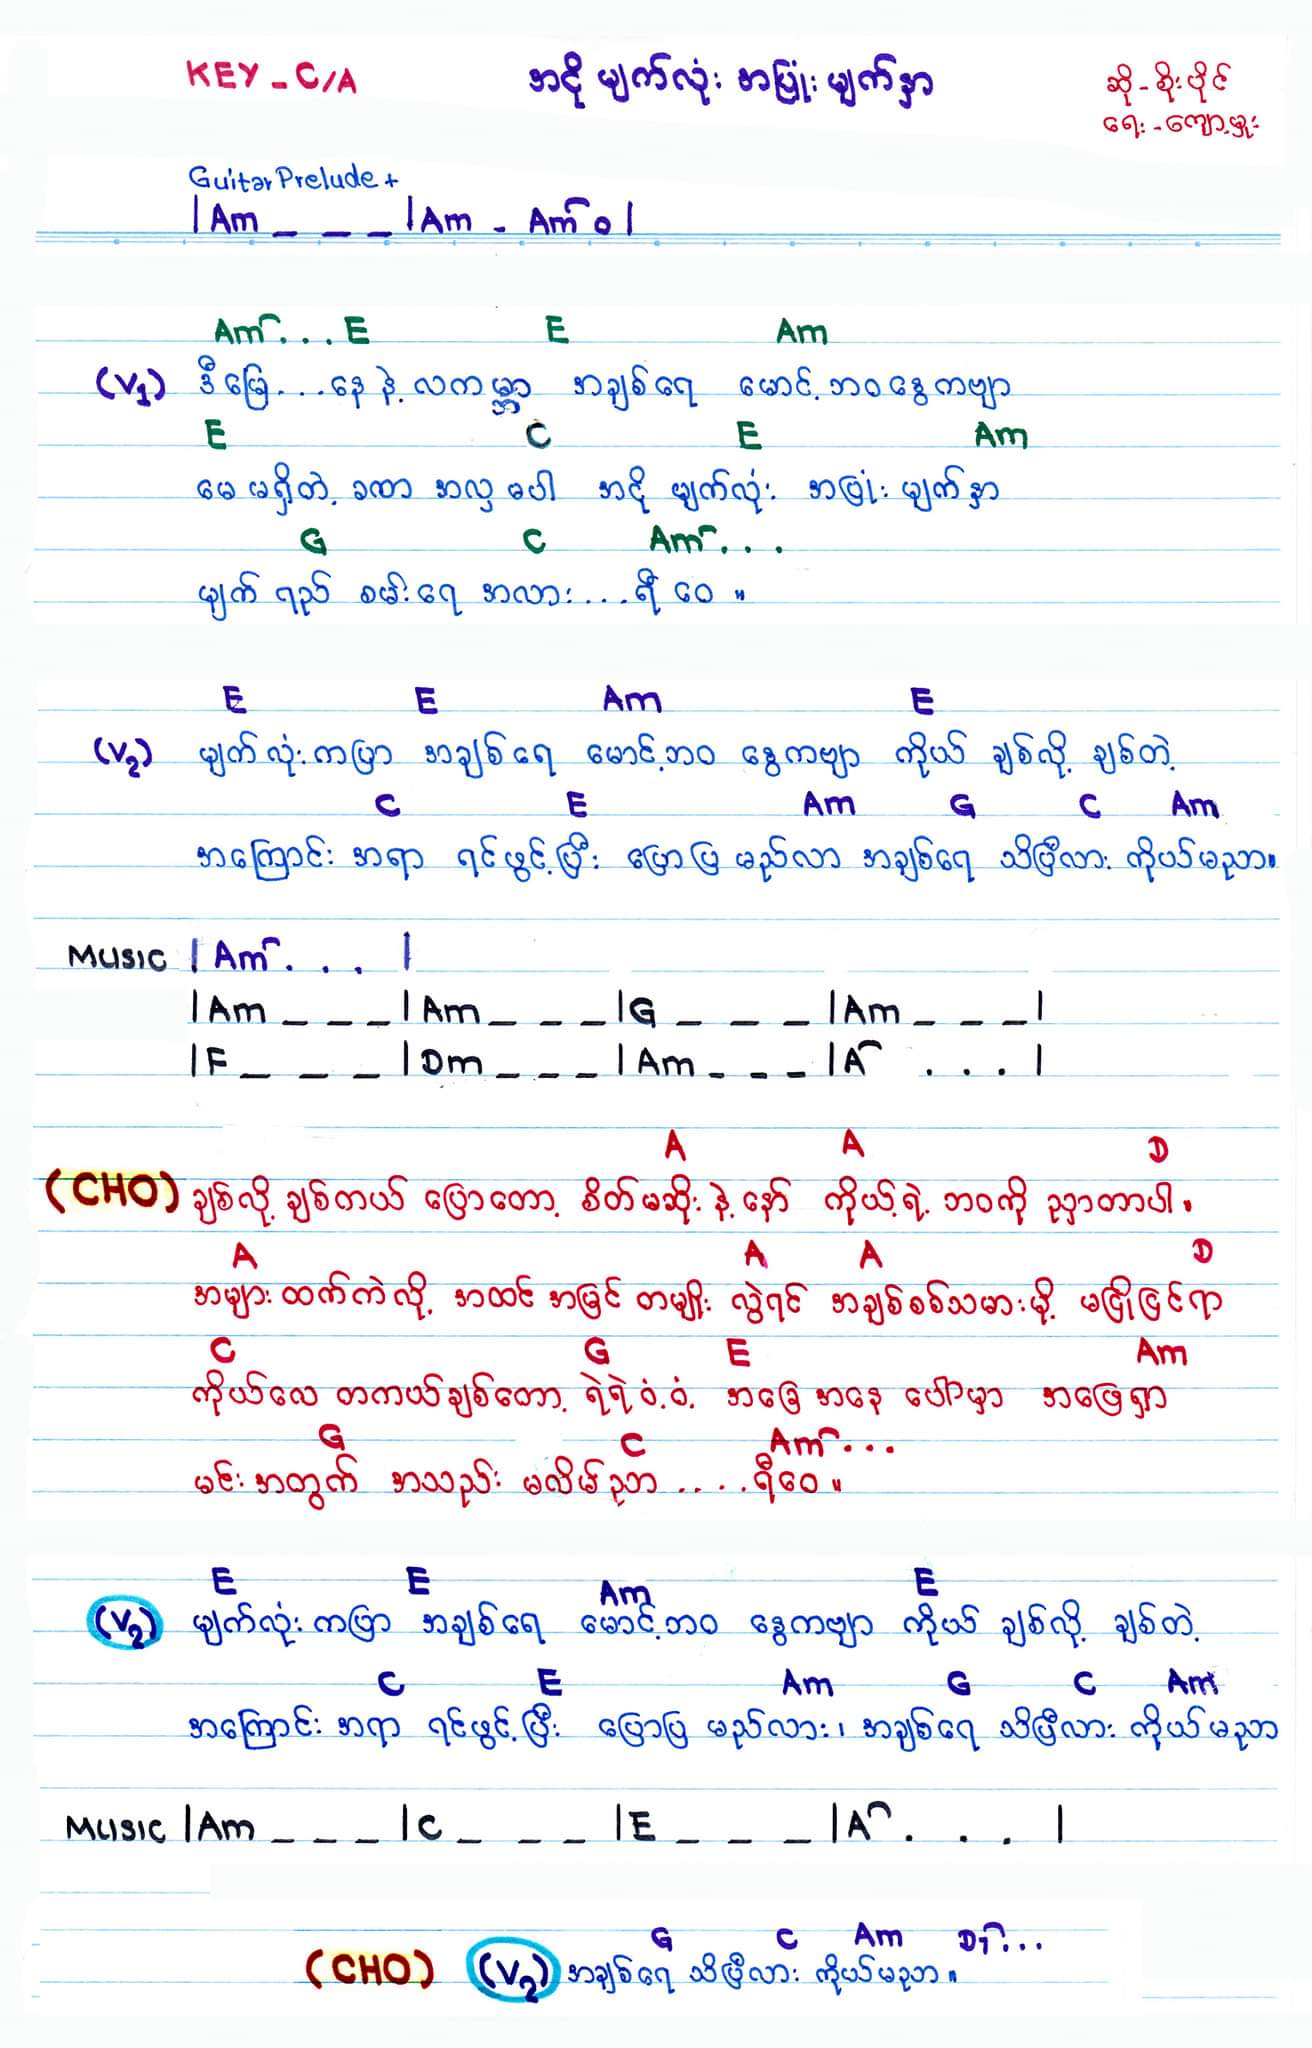 KEY - C/A အငို မျက်လုံး အပြုံး မျက်နှာ ဆို - စိုးပိုင်
ရေး - ကျော့မှူး
Guitar Prelude +
|Am _ _ _ |Am - Am o |
Am . . . E E Am
(V1) ဒီမြေ...နေနဲ့ လကမ္ဘာ အချစ်ရေ မောင့်ဘဝ နွေကဗျာ
E C E Am
မေမရှိတဲ့ ခဏာ အလှမပါ အငို မျက်လုံး အပြုံး မျက်နှာ
G C Am . . .
မျက်ရည် စမ်းရေ အလား...ရီဝေ ။
E E Am E
(V2) မျက်လုံးကပြာ အချစ်ရေ မောင့်ဘဝ နွေကဗျာ ကိုယ် ချစ်လို့ ချစ်တဲ့
C E Am G C Am
အကြောင်း အရာ ရင်ဖွင့်ပြီး ပြောပြ မည်လာ အချစ်ရေ သိပြီလား ကိုယ်မညာ။
MUSIC | Am . . . |
|Am _ _ _ |Am _ _ _ |G _ _ _ |Am _ _ _ |
|F _ _ _ |Dm _ _ _ |Am _ _ _ |A . . . |
A A D
(CHO) ချစ်လို့ ချစ်တယ် ပြောတော့ စိတ်မဆိုးနဲ့နော် ကိုယ့်ရဲ့ ဘဝကို ညှာတာပါ ။
A A A D
အများထက်ကဲလို့ အထင် အမြင် တမျိုး လွဲရင် အချစ်စစ်သမားမို့ မငြိုငြင်ရာ
C G E Am
ကိုယ်လေ တကယ်ချစ်တော့ ရဲရဲဝံ့ဝံ့ အခြေအနေ ပေါ်မှာ အဖြေရှာ
G C Am . . .
မင်းအတွက် အသည်း မလိမ်ညာ ....ရီဝေ ။
E E Am E
(V2) မျက်လုံးကပြာ အချစ်ရေ မောင့်ဘဝ နွေကဗျာ ကိုယ် ချစ်လို့ ချစ်တဲ့
C E Am G C Am
အကြောင်း အရာ ရင်ဖွင့်ပြီး ပြောပြ မည်လား၊ အချစ်ရေ သိပြီလား ကိုယ်မညာ
MUSIC |Am _ _ _ |C _ _ _ |E _ _ _ |A . . . |
G C Am D7 . . .
(CHO) (V2) အချစ်ရေ သိပြီလား ကိုယ်မညာ ။